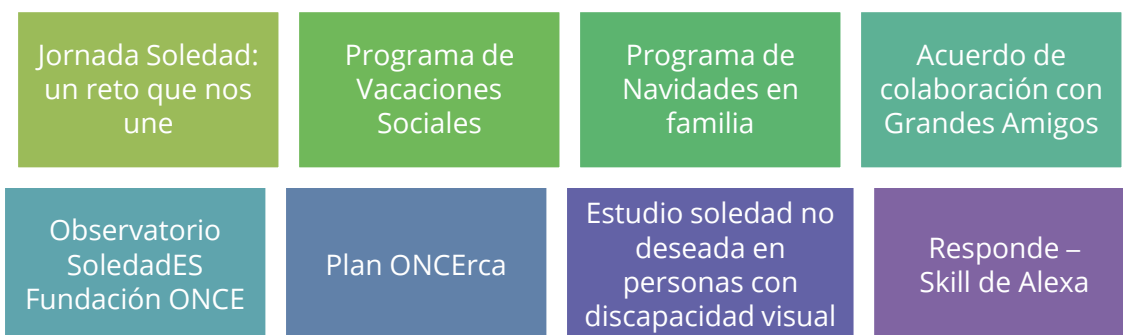 Jornada Soledad:
un reto que nos
une
Programa de
Vacaciones
Sociales
Programa de
Navidades en
familia
Acuerdo de
colaboración con
Grandes Amigos
Observatorio
SoledadES
Fundación ONCE
Plan ONCErca
Estudio soledad no
deseada en
personas con
discapacidad visual
Responde –
Skill de Alexa